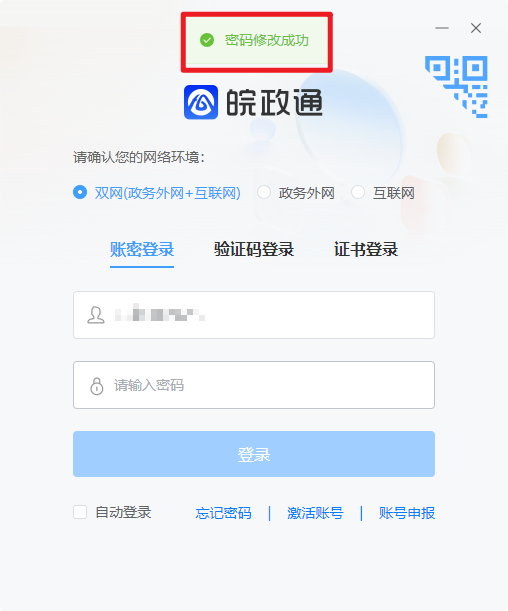 密码修改成功
皖政通
请确认您的网络环境：
双网(政务外网+互联网) 政务外网 互联网
账密登录 验证码登录 证书登录
请输入密码
登录
自动登录 忘记密码 | 激活账号 | 账号申报